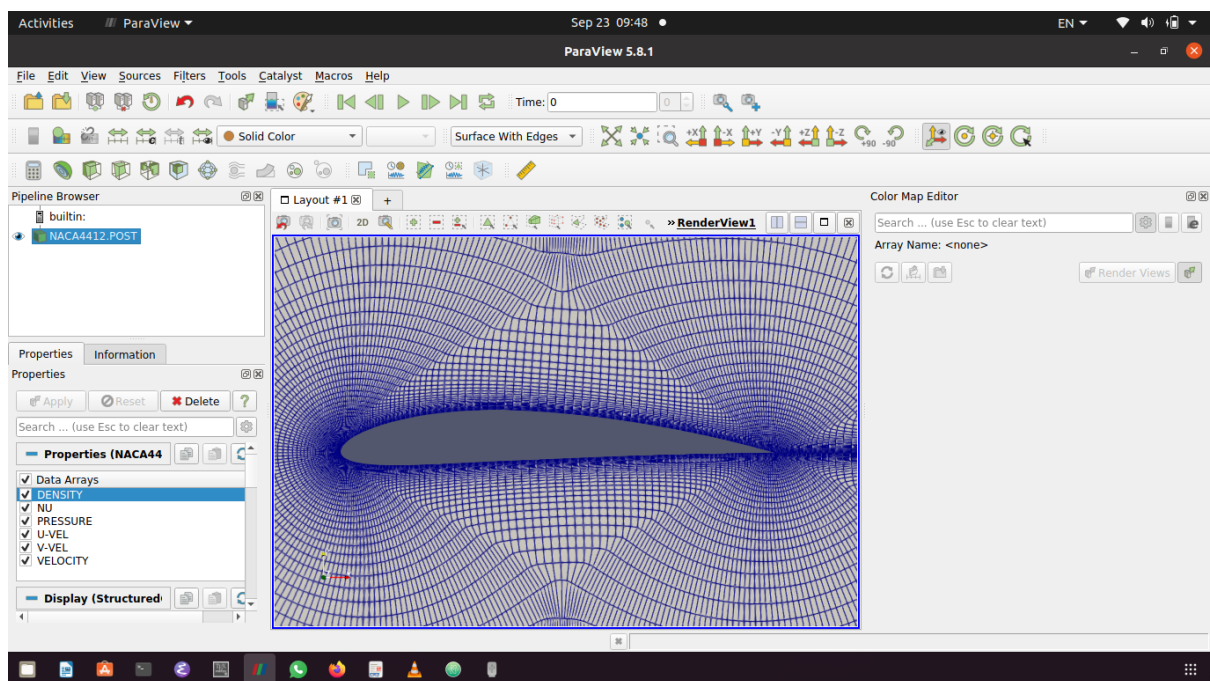 Activities ParaView Sep 23 09:48 EN
ParaView 5.8.1
File Edit View Sources Filters Tools Catalyst Macros Help
Time: 0 0
Solid Color Surface With Edges +X -X +Y -Y +Z -Z +90 -90
Pipeline Browser
builtin:
NACA4412.POST
Properties Information
Properties
Apply Reset Delete ?
Search ... (use Esc to clear text)
Properties (NACA44
Data Arrays
DENSITY
NU
PRESSURE
U-VEL
V-VEL
VELOCITY
Display (Structured
Layout #1 +
2D » RenderView1
Color Map Editor
Search ... (use Esc to clear text)
Array Name: <none>
Render Views